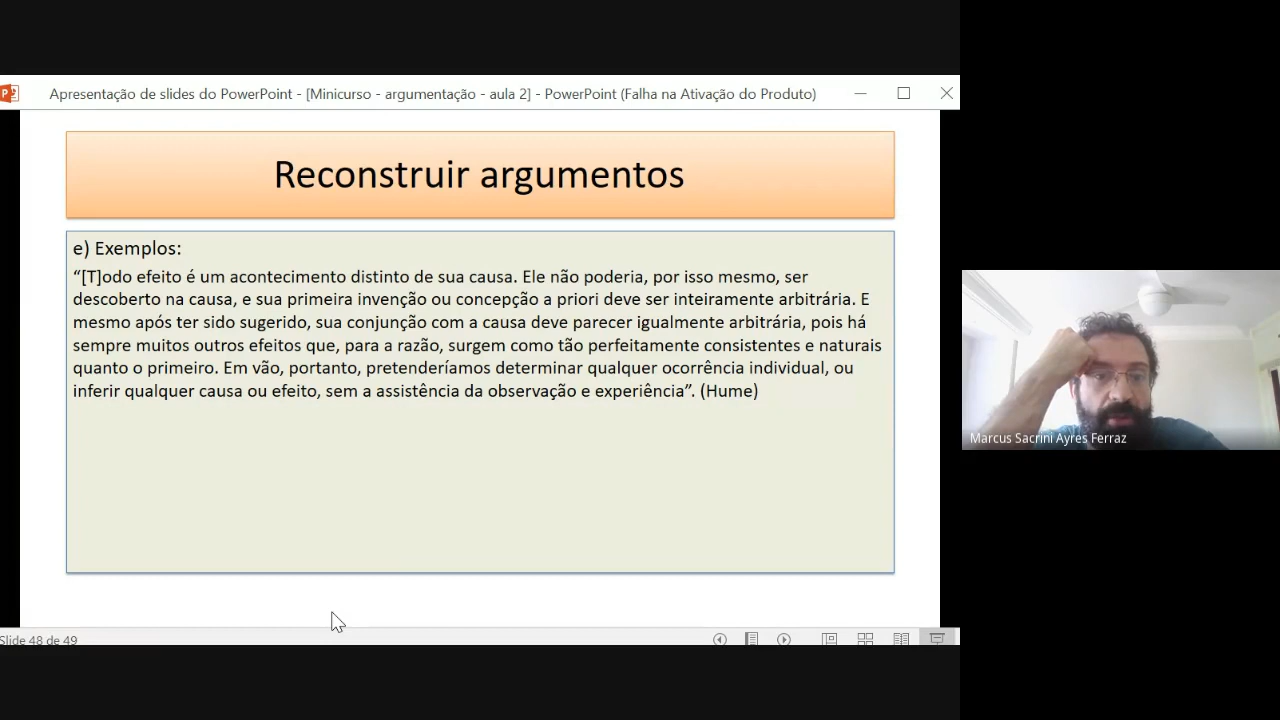 Apresentação de slides do PowerPoint - [Minicurso - argumentação - aula 2] - PowerPoint (Falha na Ativação do Produto)
Reconstruir argumentos
e) Exemplos:
“[T]odo efeito é um acontecimento distinto de sua causa. Ele não poderia, por isso mesmo, ser
descoberto na causa, e sua primeira invenção ou concepção a priori deve ser inteiramente arbitrária. E
mesmo após ter sido sugerido, sua conjunção com a causa deve parecer igualmente arbitrária, pois há
sempre muitos outros efeitos que, para a razão, surgem como tão perfeitamente consistentes e naturais
quanto o primeiro. Em vão, portanto, pretenderíamos determinar qualquer ocorrência individual, ou
inferir qualquer causa ou efeito, sem a assistência da observação e experiência”. (Hume)
Marcus Sacrini Ayres Ferraz
Slide 48 de 49